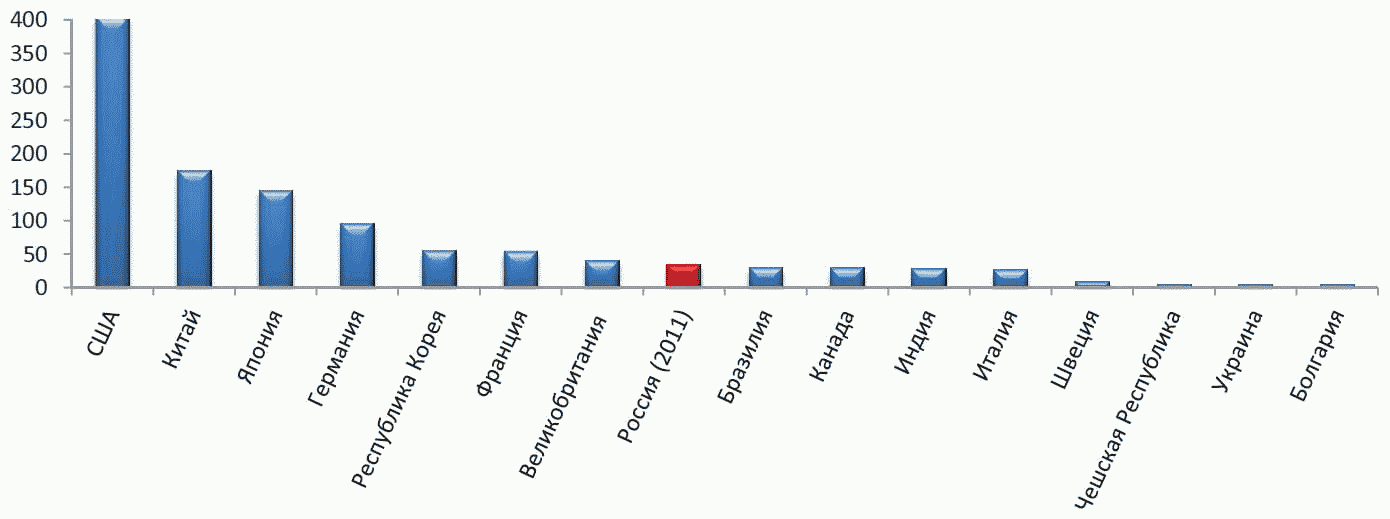 400
350
300
250
200
150
100
50
0
США
Китай
Япония
Германия
Республика Корея
Франция
Великобритания
Россия (2011)
Бразилия
Канада
Индия
Италия
Швеция
Чешская Республика
Украина
Болгария